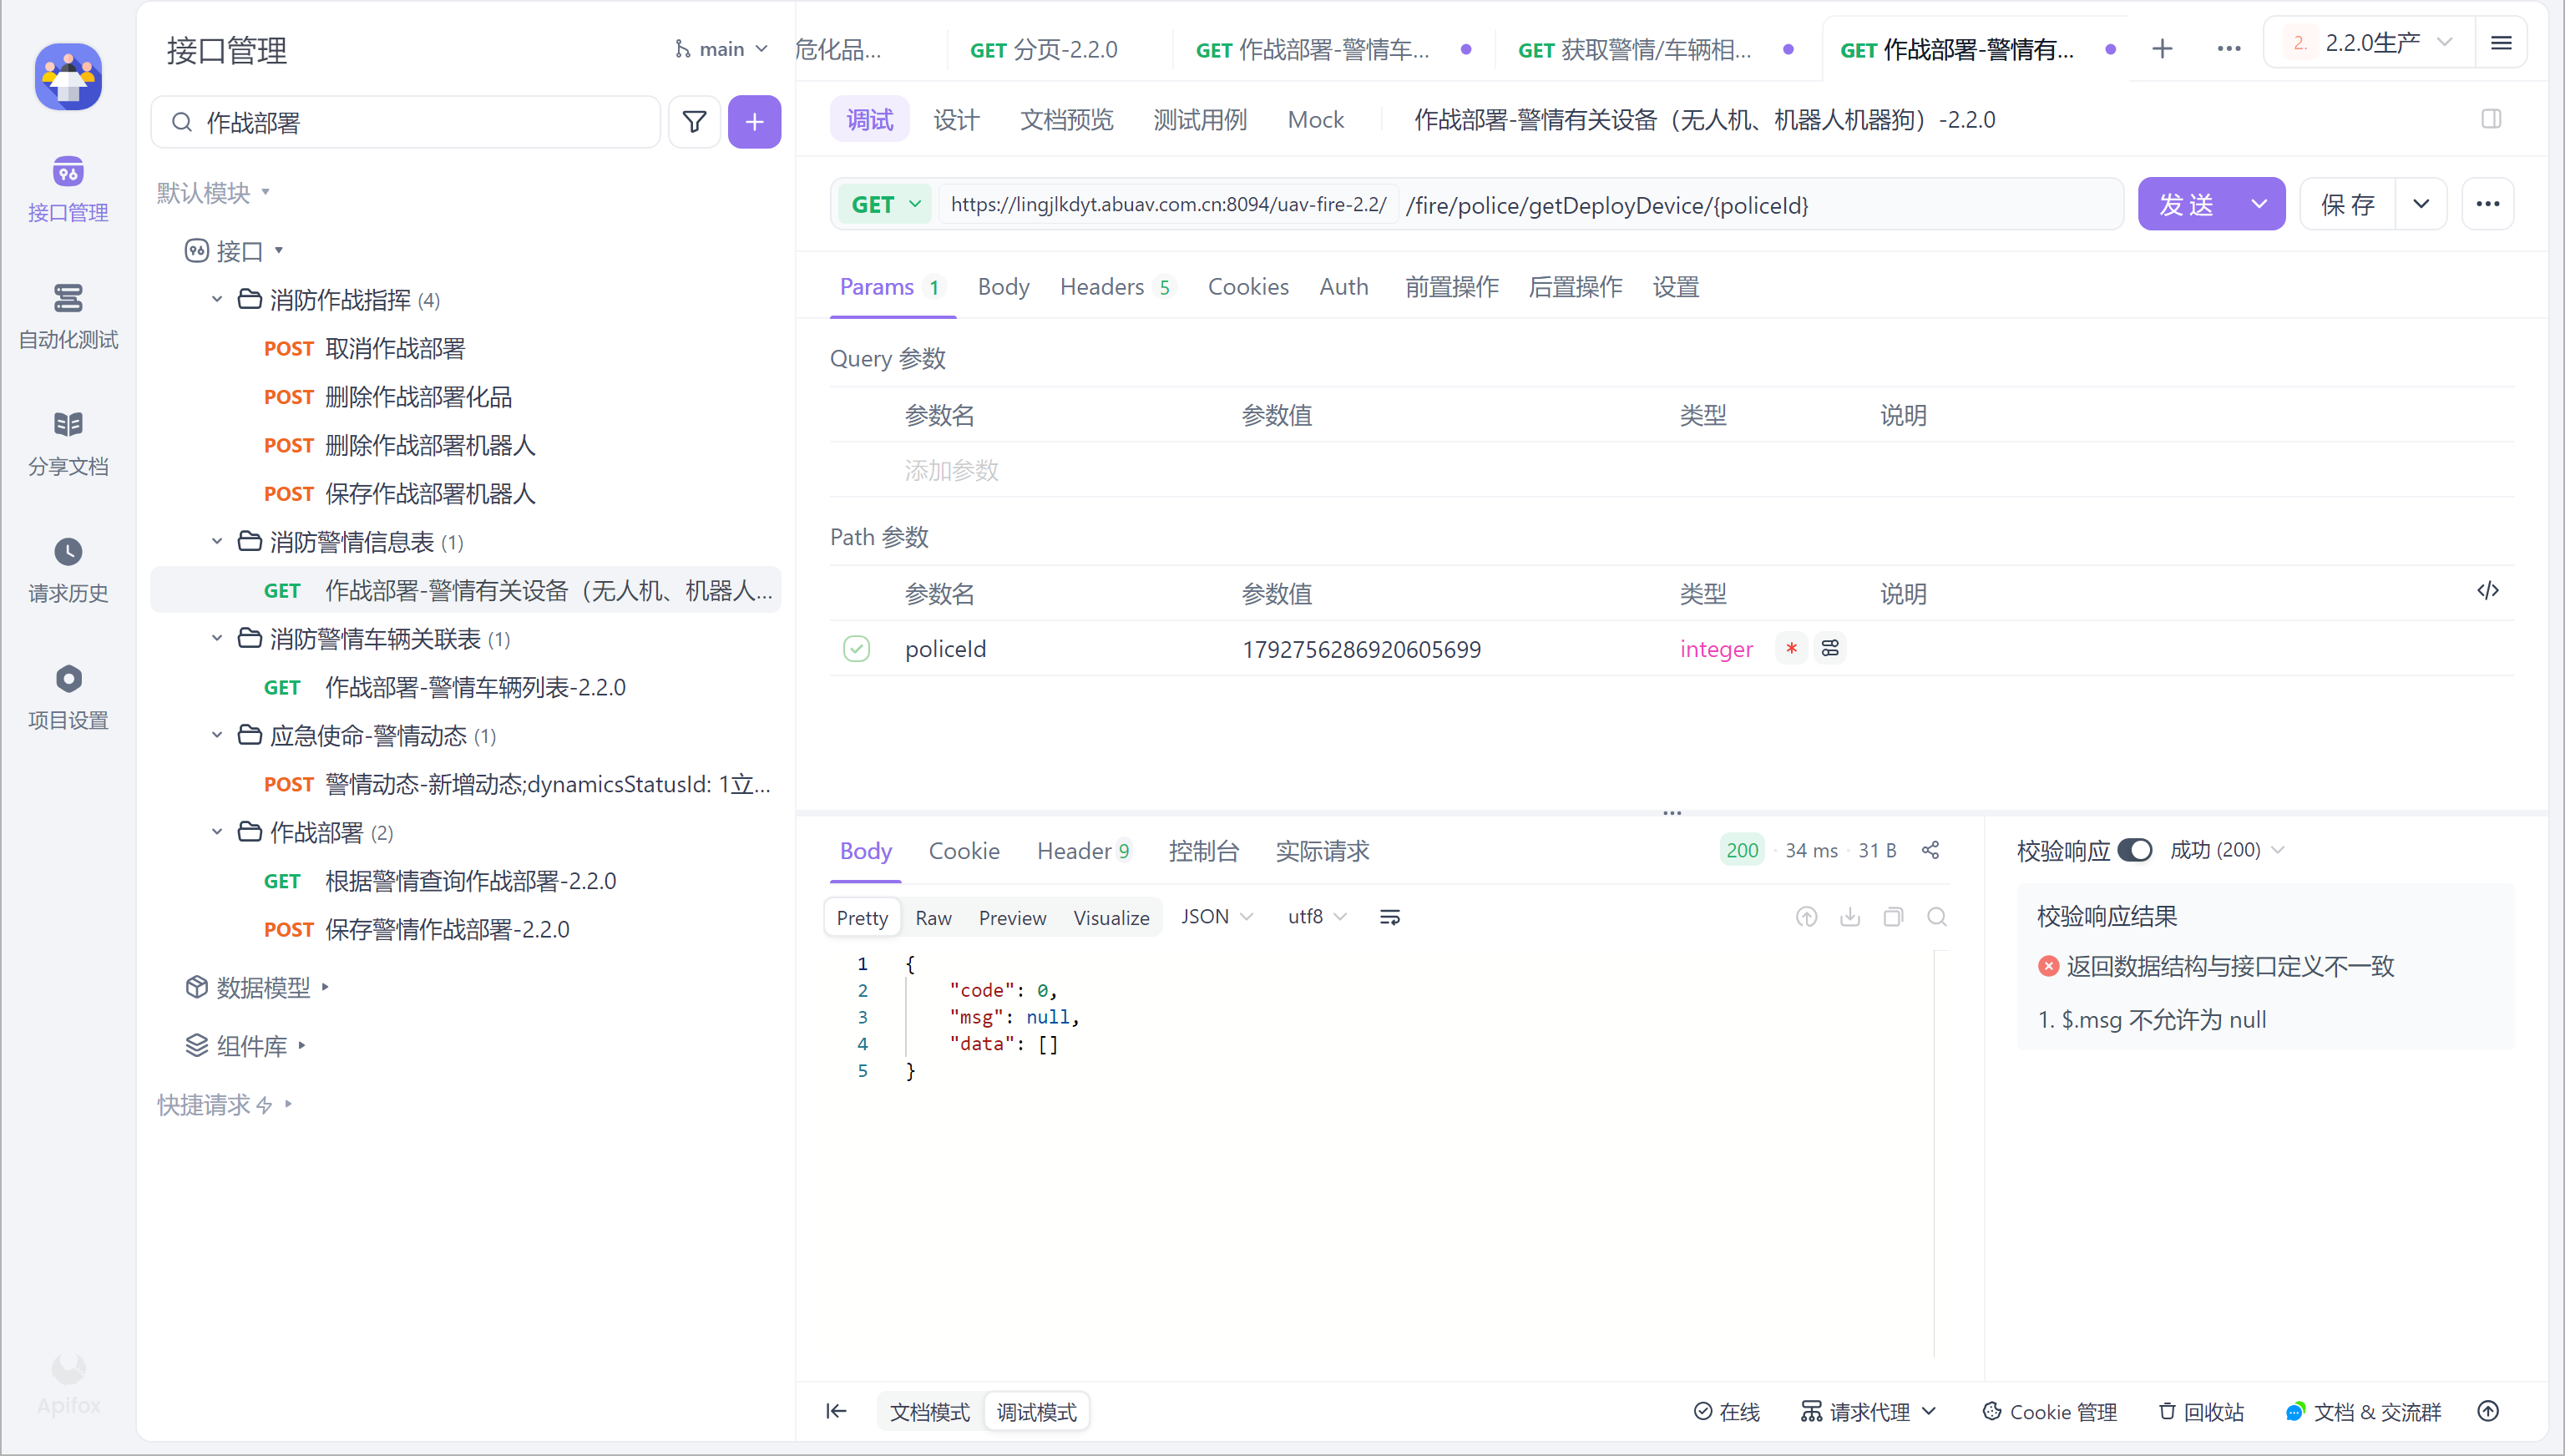 接口管理
main
作战部署
默认模块
接口
消防作战指挥 (4)
POST 取消作战部署
POST 删除作战部署化品
POST 删除作战部署机器人
POST 保存作战部署机器人
消防警情信息表 (1)
GET 作战部署-警情有关设备（无人机、机器人...
消防警情车辆关联表 (1)
GET 作战部署-警情车辆列表-2.2.0
应急使命-警情动态 (1)
POST 警情动态-新增动态;dynamicsStatusId: 1立...
作战部署 (2)
GET 根据警情查询作战部署-2.2.0
POST 保存警情作战部署-2.2.0
数据模型
组件库
快捷请求
接口管理
自动化测试
分享文档
请求历史
项目设置
Apifox
危化品...
GET 分页-2.2.0
GET 作战部署-警情车...
GET 获取警情/车辆相...
GET 作战部署-警情有...
2. 2.2.0生产
调试 设计 文档预览 测试用例 Mock
作战部署-警情有关设备（无人机、机器人机器狗）-2.2.0
GET https://lingjlkdyt.abuav.com.cn:8094/uav-fire-2.2/ /fire/police/getDeployDevice/{policeId}
发 送 保 存
Params 1 Body Headers 5 Cookies Auth 前置操作 后置操作 设置
Query 参数
参数名 参数值 类型 说明
添加参数
Path 参数
参数名 参数值 类型 说明
policeId 1792756286920605699 integer *
Body Cookie Header 9 控制台 实际请求
200 · 34 ms · 31 B
Pretty Raw Preview Visualize JSON utf8
1 {
2 "code": 0,
3 "msg": null,
4 "data": []
5 }
校验响应 成功 (200)
校验响应结果
返回数据结构与接口定义不一致
1. $.msg 不允许为 null
文档模式 调试模式
在线 请求代理 Cookie 管理 回收站 文档 & 交流群